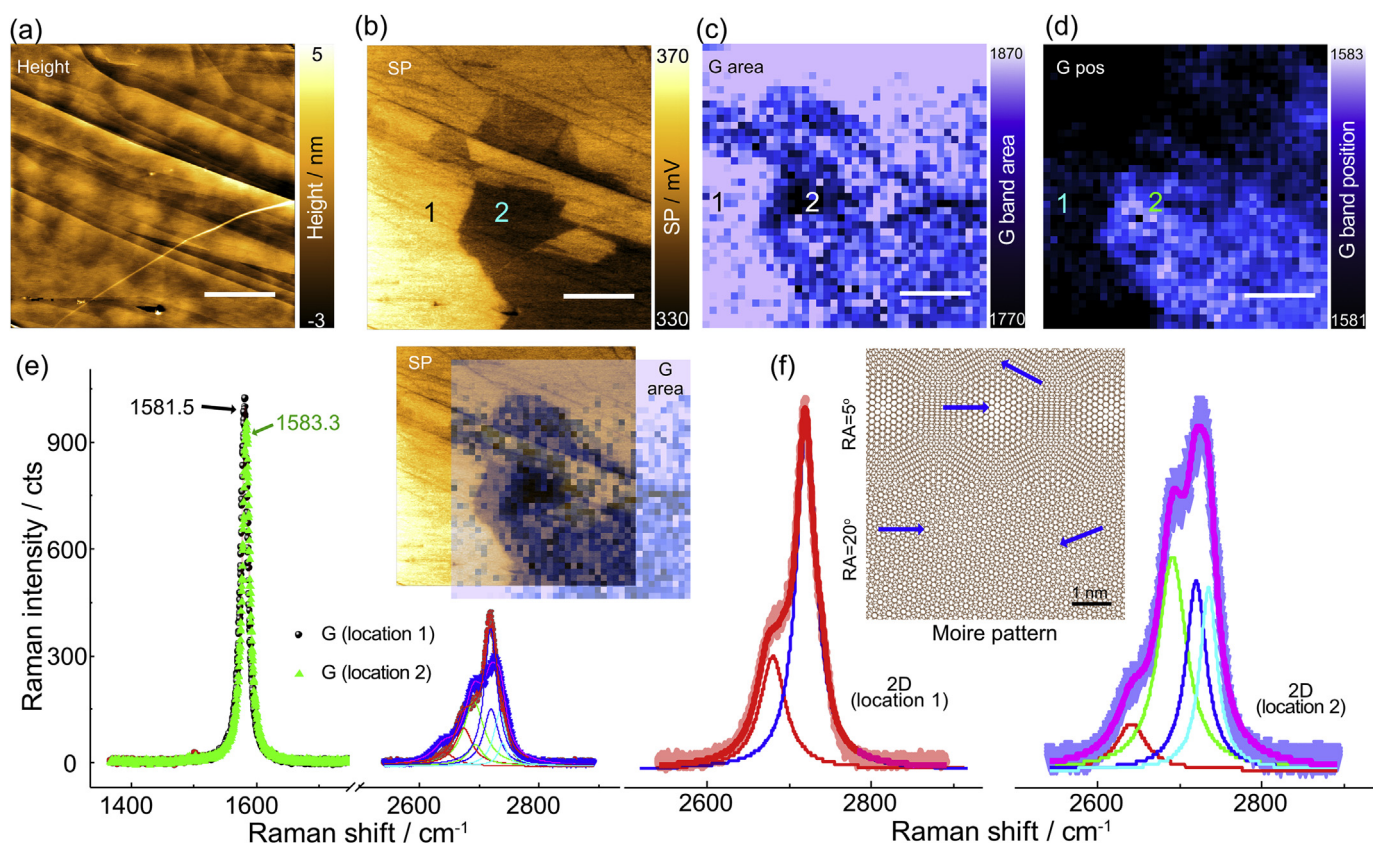 (a)
Height
5
Height / nm
-3
(b)
SP
1
2
370
SP / mV
330
(c)
G area
1
2
1870
G band area
1770
(d)
G pos
1
2
1583
G band position
1581
(e)
1581.5
1583.3
Raman intensity / cts
900
600
300
0
G (location 1)
G (location 2)
1400
1600
2600
2800
Raman shift / cm-1
SP
G
area
(f)
RA=5°
RA=20°
1 nm
Moire pattern
2D
(location 1)
2D
(location 2)
2600
2800
2600
2800
Raman shift / cm-1